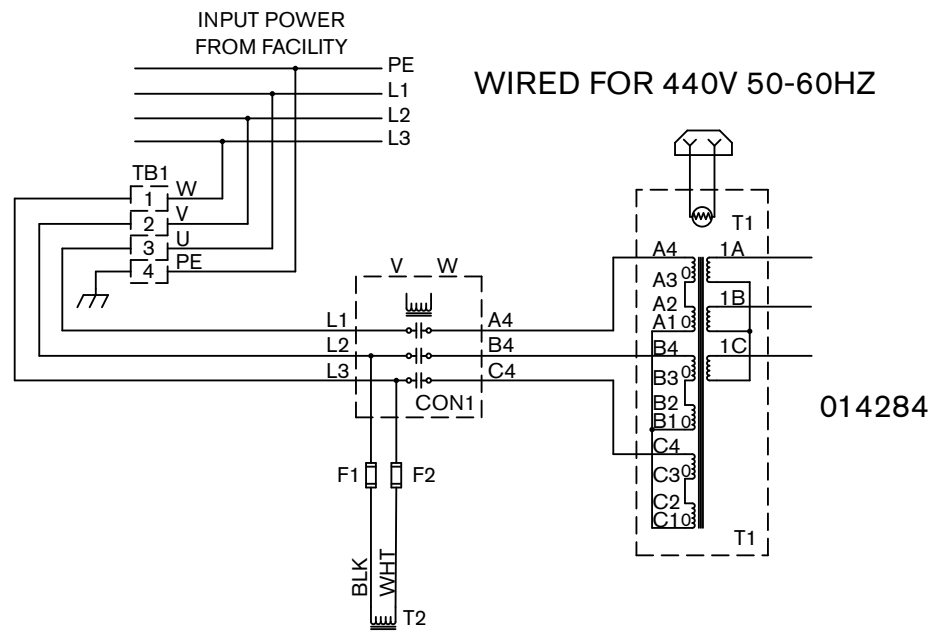 INPUT POWER
FROM FACILITY
PE
L1
L2
L3
WIRED FOR 440V 50-60HZ
TB1
1 W
2 V
3 U
4 PE
V W
L1 A4
L2 B4
L3 C4
CON1
F1 F2
BLK
WHT
T2
T1
A4 1A
A3
A2 1B
A1
B4 1C
B3
B2
B1
C4
C3
C2
C1
T1
014284